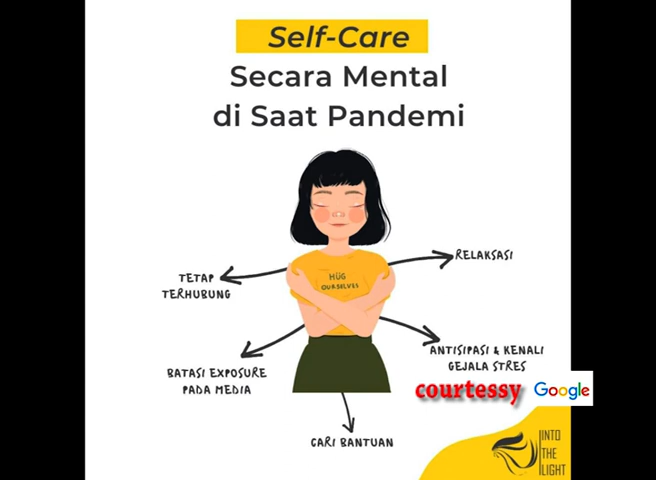 Self-Care
Secara Mental
di Saat Pandemi
HUG
OURSELVES
RELAKSASI
TETAP
TERHUBUNG
ANTISIPASI & KENALI
GEJALA STRES
BATASI EXPOSURE
PADA MEDIA
courtessy Google
CARI BANTUAN
INTO
THE
LIGHT